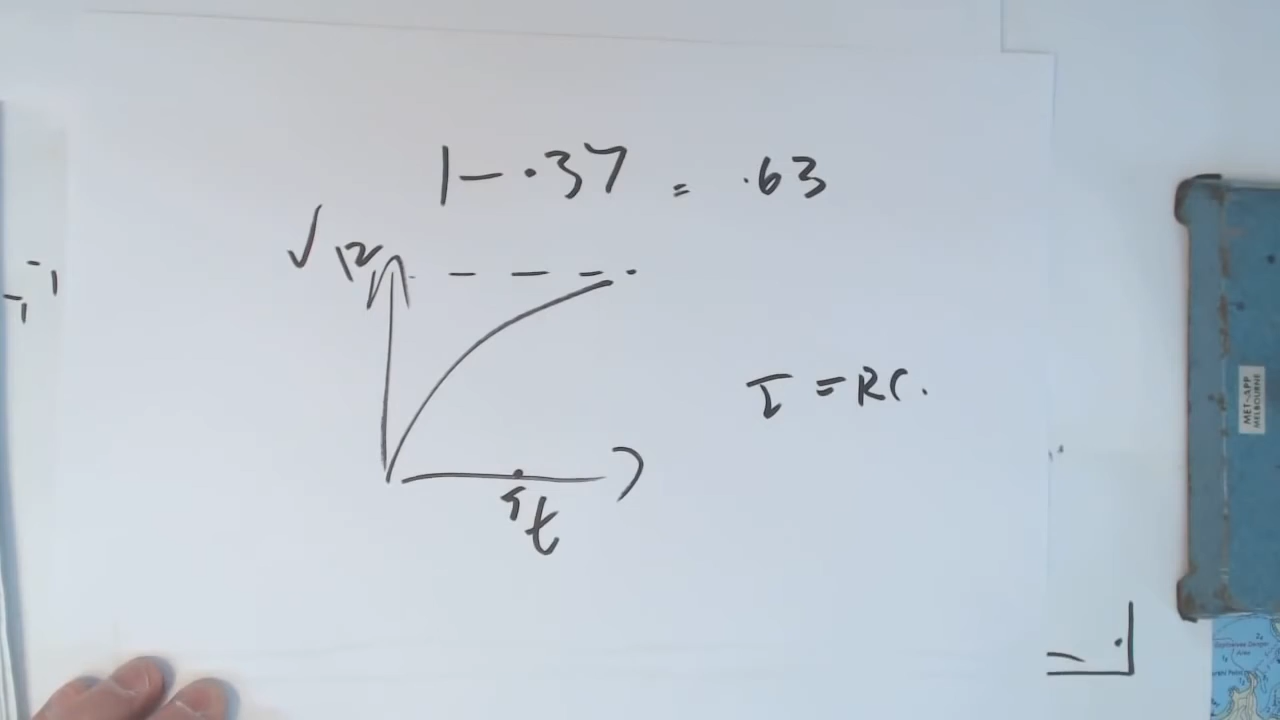 1-.37 = .63
V 12
τ = RC.
τ
t
MET-APP
MELBOURNE